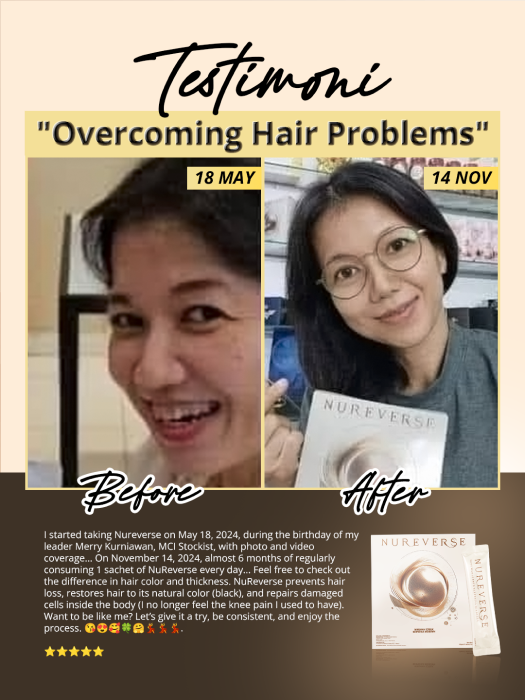 Testimoni
"Overcoming Hair Problems"
18 MAY
14 NOV
NUREVERSE
Before
After
I started taking Nureverse on May 18, 2024, during the birthday of my
leader Merry Kurniawan, MCI Stockist, with photo and video
coverage... On November 14, 2024, almost 6 months of regularly
consuming 1 sachet of NuReverse every day... Feel free to check out
the difference in hair color and thickness. NuReverse prevents hair
loss, restores hair to its natural color (black), and repairs damaged
cells inside the body (I no longer feel the knee pain I used to have).
Want to be like me? Let's give it a try, be consistent, and enjoy the
process. 😘😍🥰🍀🤗💃💃💃.
⭐⭐⭐⭐⭐
NUREVERSE
NUREVERSE